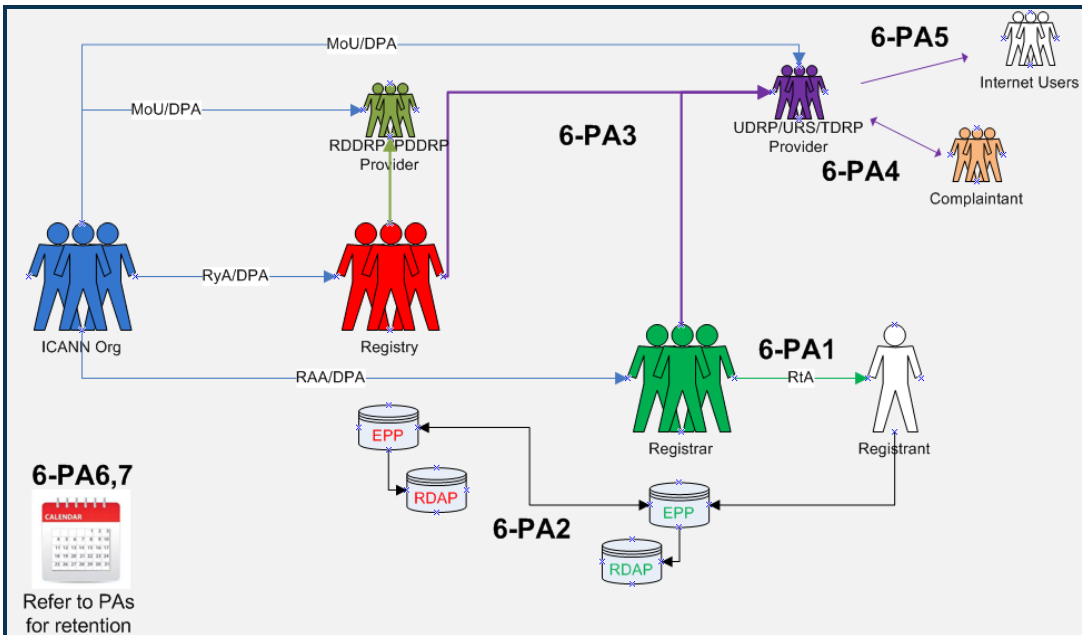 MoU/DPA
6-PA5
Internet Users
MoU/DPA
RDDRP/PDDRP
Provider
6-PA3
UDRP/URS/TDRP
Provider
6-PA4
Complaintant
RyA/DPA
ICANN Org
Registry
6-PA1
RAA/DPA
RtA
Registrar
Registrant
EPP
6-PA6,7
RDAP
CALENDAR
6-PA2
EPP
RDAP
Refer to PAs
for retention